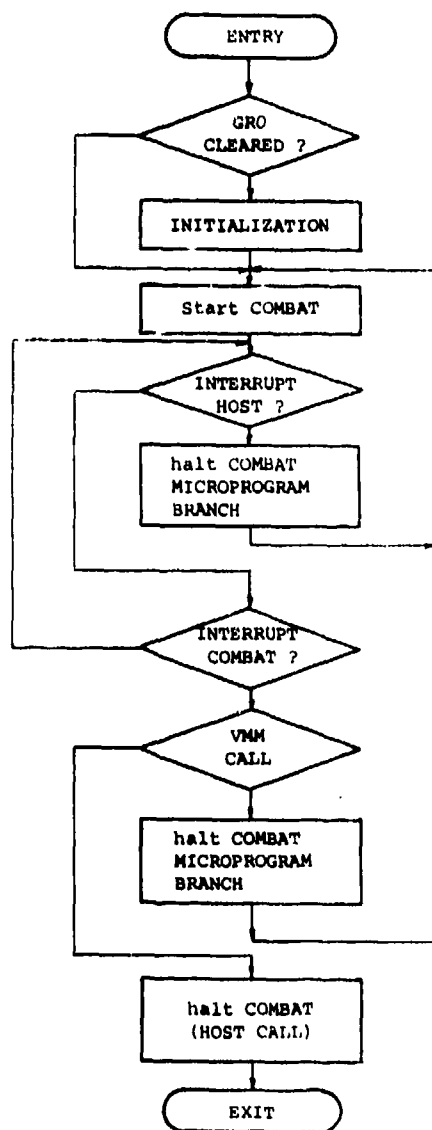 ENTRY
GRO
CLEARED ?
INITIALIZATION
Start COMBAT
INTERRUPT
HOST ?
halt COMBAT
MICROPROGRAM
BRANCH
INTERRUPT
COMBAT ?
VMM
CALL
halt COMBAT
MICROPROGRAM
BRANCH
halt COMBAT
(HOST CALL)
EXIT